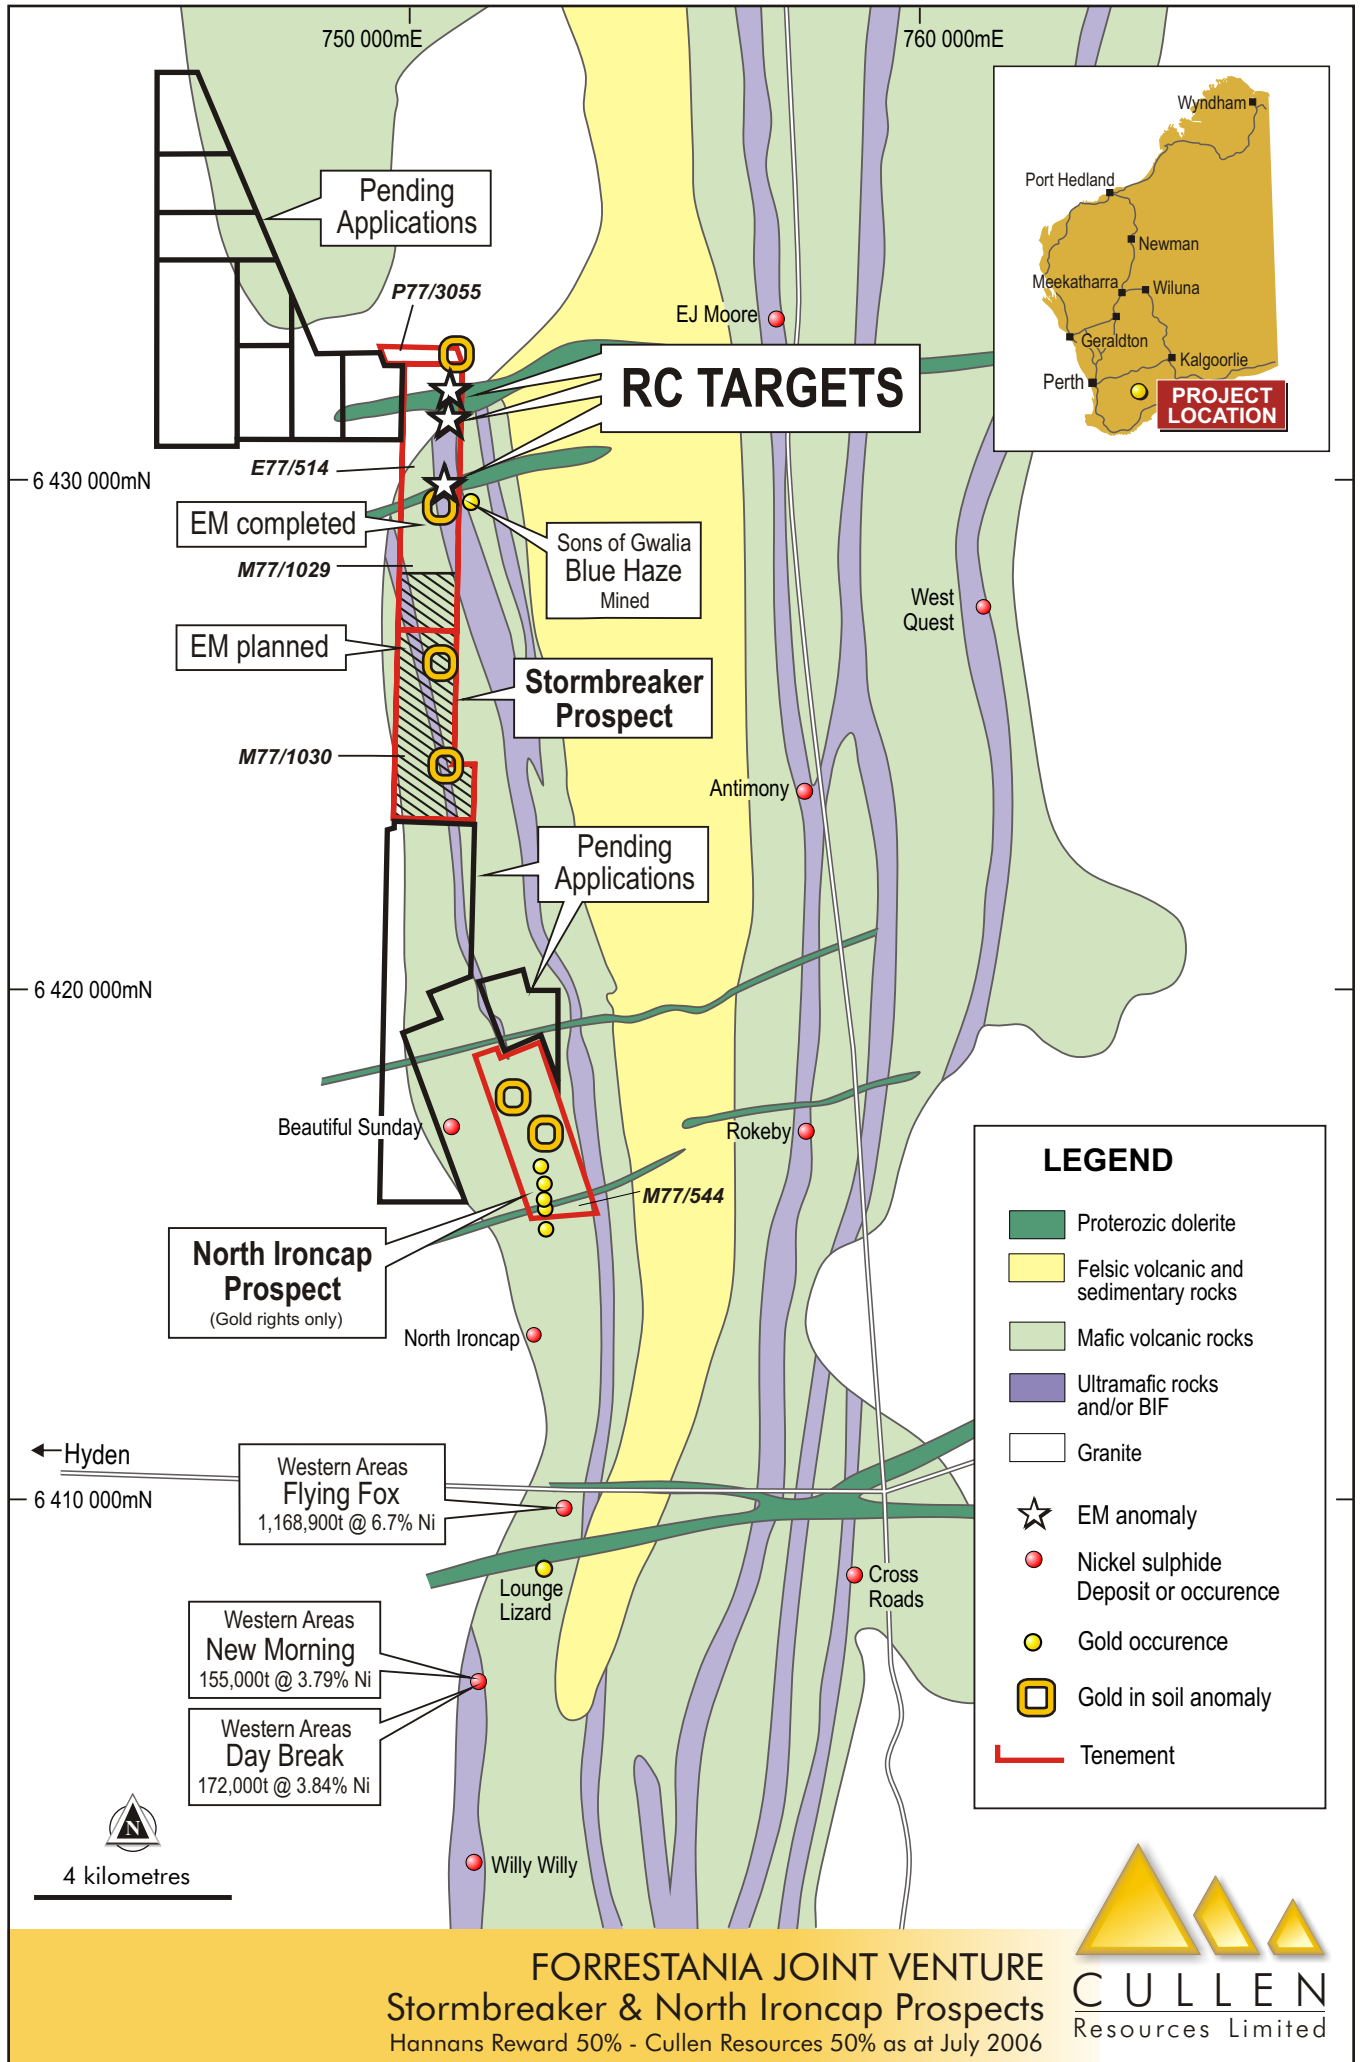 750 000mE
760 000mE
Wyndham
Port Hedland
Newman
Meekatharra
Wiluna
Geraldton
Kalgoorlie
Perth
PROJECT
LOCATION
Pending
Applications
P77/3055
EJ Moore
RC TARGETS
E77/514
6 430 000mN
EM completed
Sons of Gwalia
Blue Haze
Mined
M77/1029
West
Quest
EM planned
Stormbreaker
Prospect
M77/1030
Antimony
Pending
Applications
6 420 000mN
Beautiful Sunday
Rokeby
M77/544
North Ironcap
Prospect
(Gold rights only)
North Ironcap
Hyden
Western Areas
Flying Fox
1,168,900t @ 6.7% Ni
6 410 000mN
Lounge
Lizard
Cross
Roads
Western Areas
New Morning
155,000t @ 3.79% Ni
Western Areas
Day Break
172,000t @ 3.84% Ni
Willy Willy
LEGEND
Proterozic dolerite
Felsic volcanic and
sedimentary rocks
Mafic volcanic rocks
Ultramafic rocks
and/or BIF
Granite
EM anomaly
Nickel sulphide
Deposit or occurence
Gold occurence
Gold in soil anomaly
Tenement
N
4 kilometres
FORRESTANIA JOINT VENTURE
Stormbreaker & North Ironcap Prospects
Hannans Reward 50% - Cullen Resources 50% as at July 2006
CULLEN
Resources Limited